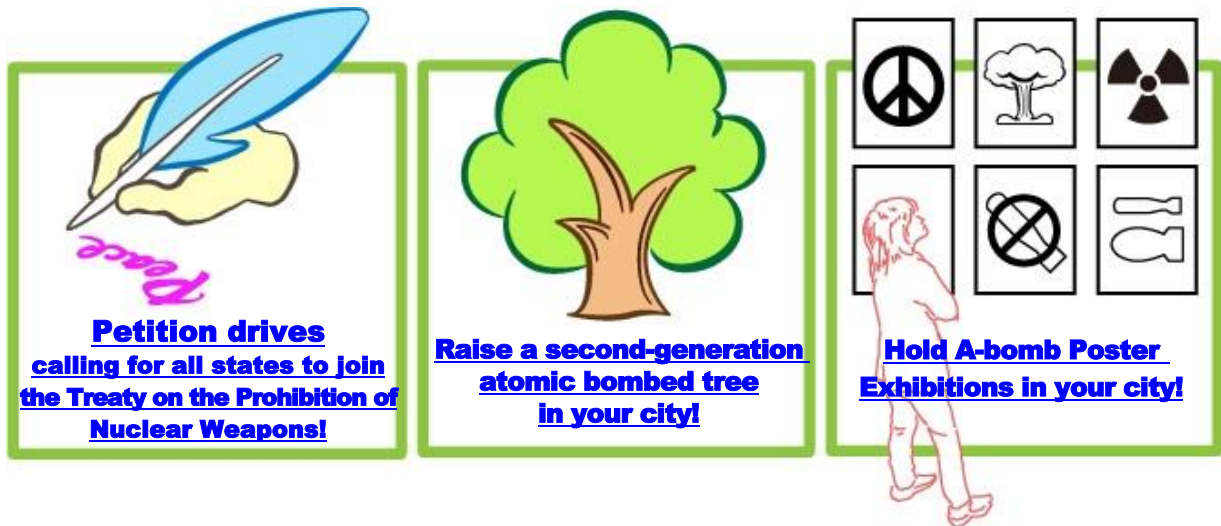 Peace
Petition drives
calling for all states to join
the Treaty on the Prohibition of
Nuclear Weapons!
Raise a second-generation
atomic bombed tree
in your city!
Hold A-bomb Poster
Exhibitions in your city!